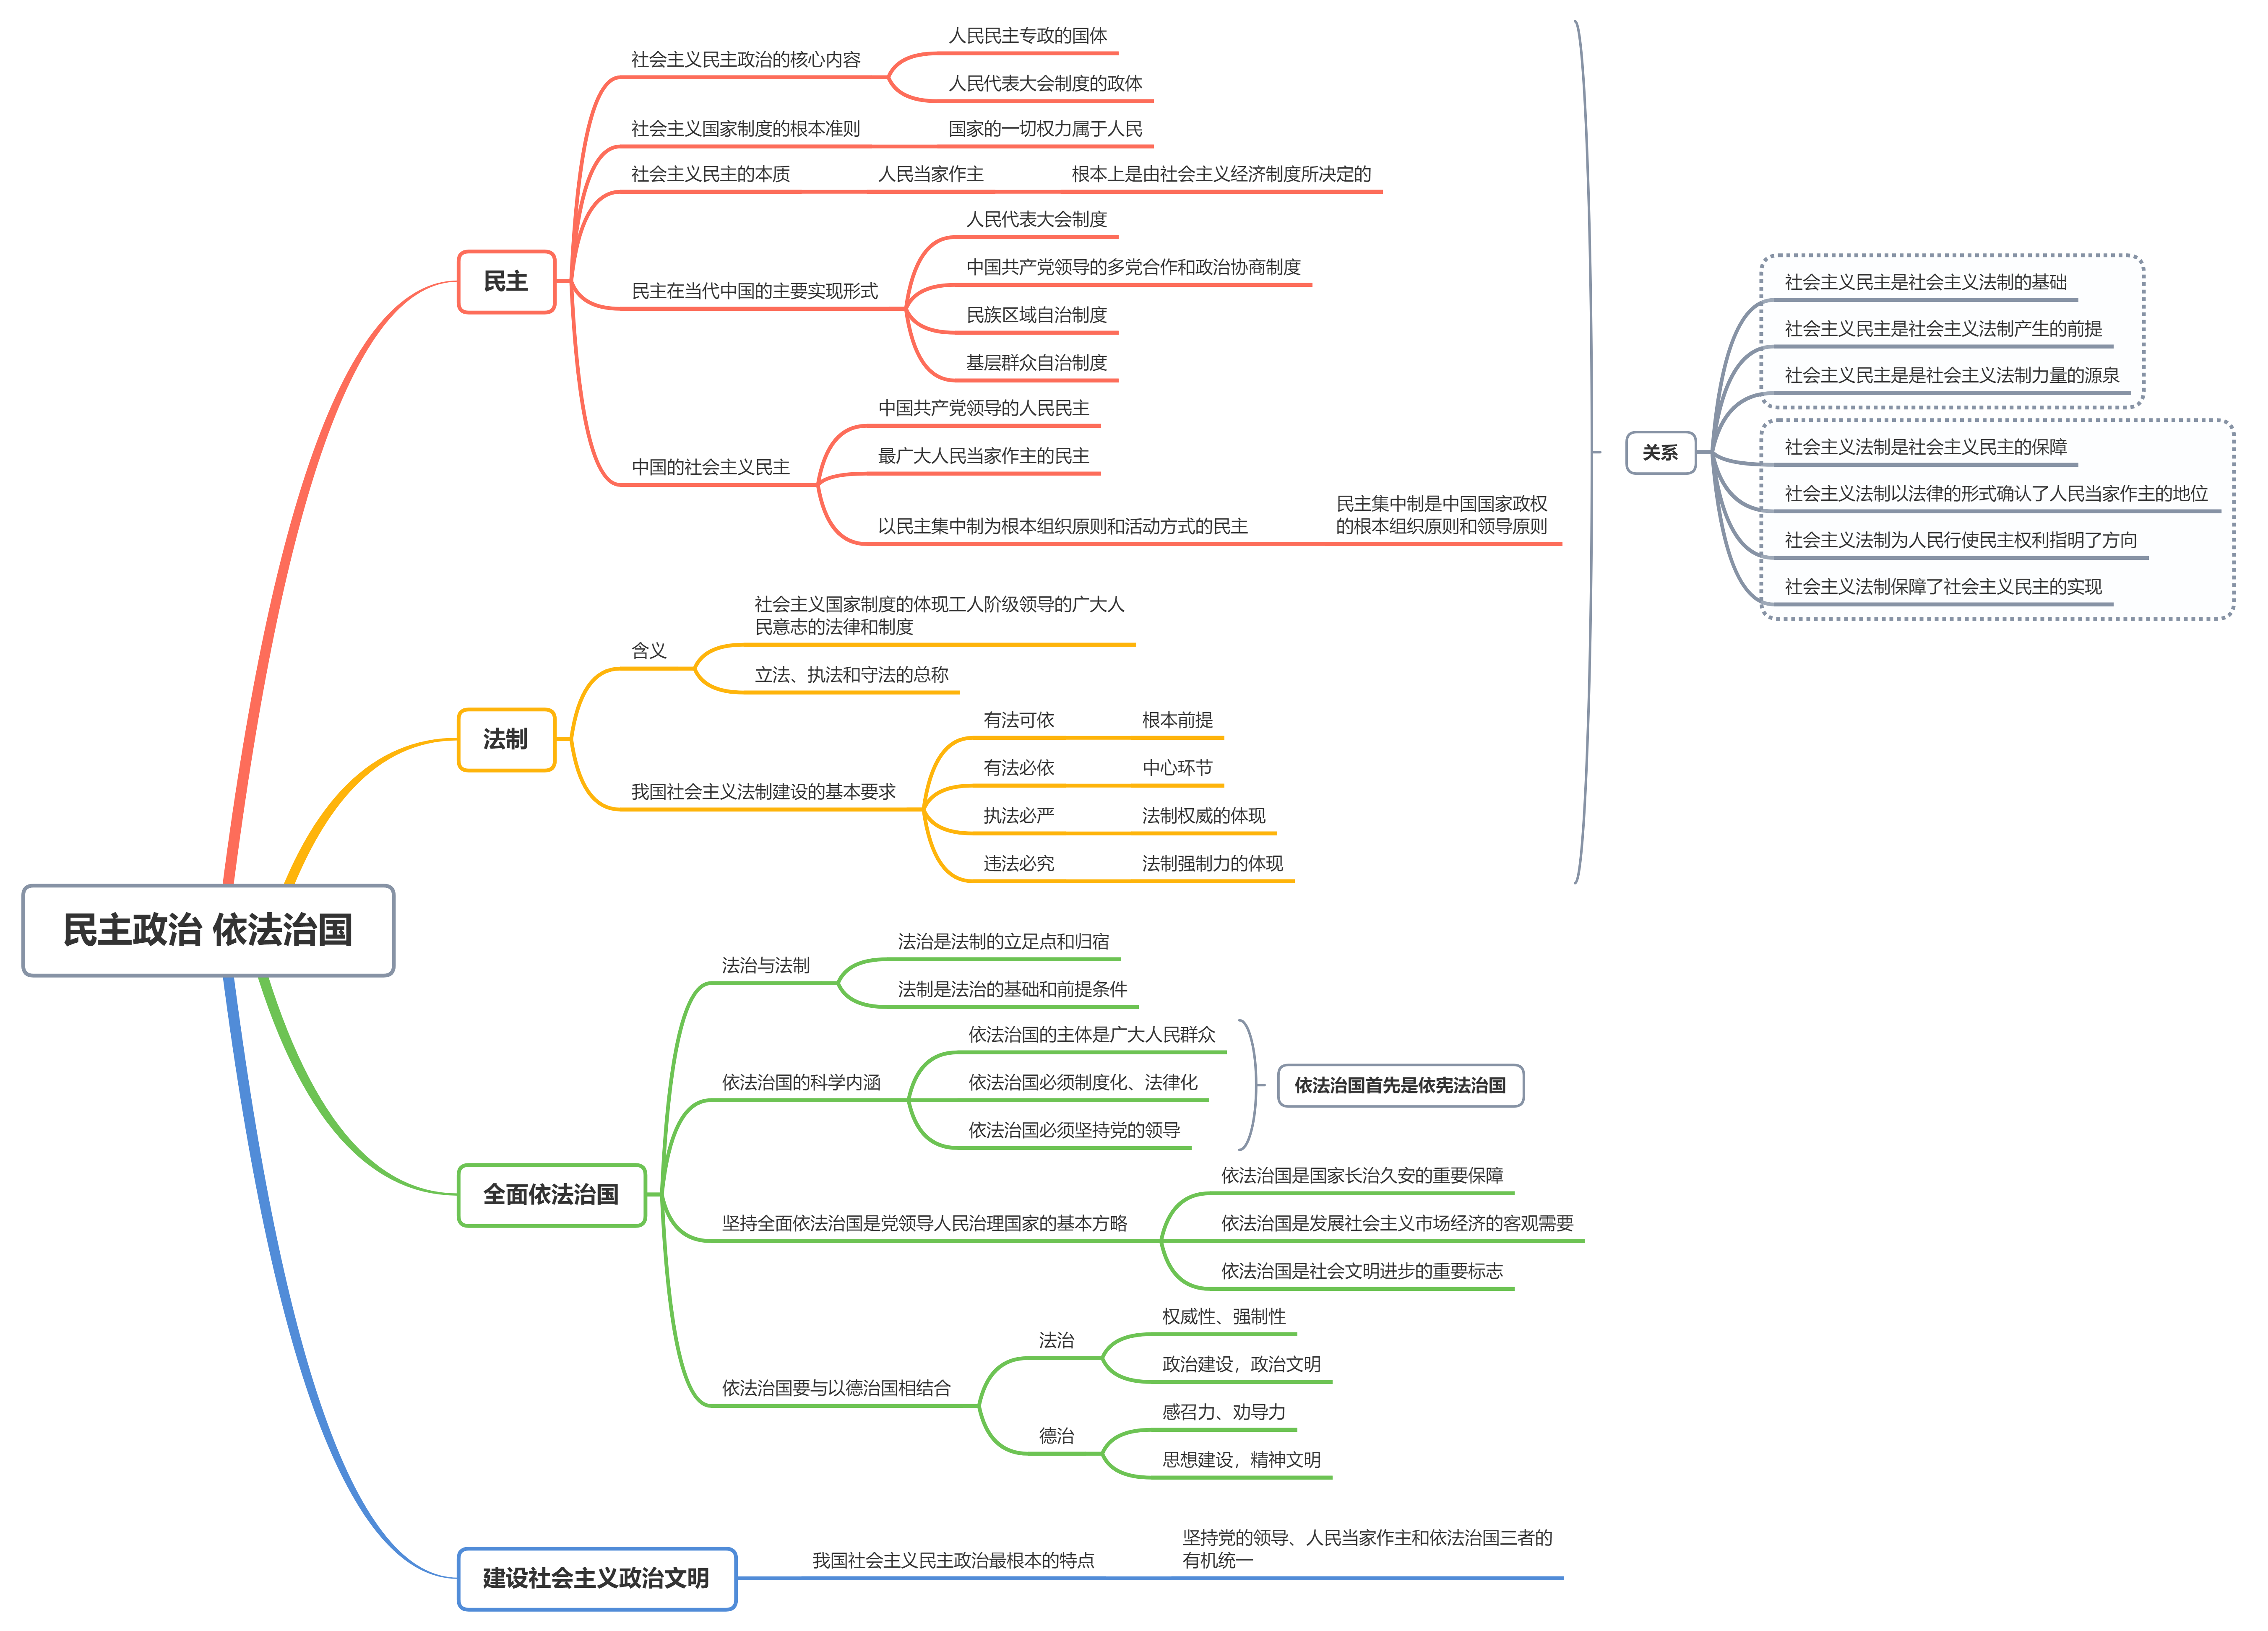 民主政治 依法治国
民主
社会主义民主政治的核心内容
人民民主专政的国体
人民代表大会制度的政体
社会主义国家制度的根本准则
国家的一切权力属于人民
社会主义民主的本质
人民当家作主
根本上是由社会主义经济制度所决定的
民主在当代中国的主要实现形式
人民代表大会制度
中国共产党领导的多党合作和政治协商制度
民族区域自治制度
基层群众自治制度
中国的社会主义民主
中国共产党领导的人民民主
最广大人民当家作主的民主
以民主集中制为根本组织原则和活动方式的民主
民主集中制是中国国家政权
的根本组织原则和领导原则
法制
含义
社会主义国家制度的体现工人阶级领导的广大人
民意志的法律和制度
立法、执法和守法的总称
我国社会主义法制建设的基本要求
有法可依
根本前提
有法必依
中心环节
执法必严
法制权威的体现
违法必究
法制强制力的体现
关系
社会主义民主是社会主义法制的基础
社会主义民主是社会主义法制产生的前提
社会主义民主是是社会主义法制力量的源泉
社会主义法制是社会主义民主的保障
社会主义法制以法律的形式确认了人民当家作主的地位
社会主义法制为人民行使民主权利指明了方向
社会主义法制保障了社会主义民主的实现
全面依法治国
法治与法制
法治是法制的立足点和归宿
法制是法治的基础和前提条件
依法治国的科学内涵
依法治国的主体是广大人民群众
依法治国必须制度化、法律化
依法治国必须坚持党的领导
依法治国首先是依宪法治国
坚持全面依法治国是党领导人民治理国家的基本方略
依法治国是国家长治久安的重要保障
依法治国是发展社会主义市场经济的客观需要
依法治国是社会文明进步的重要标志
依法治国要与以德治国相结合
法治
权威性、强制性
政治建设，政治文明
德治
感召力、劝导力
思想建设，精神文明
建设社会主义政治文明
我国社会主义民主政治最根本的特点
坚持党的领导、人民当家作主和依法治国三者的
有机统一